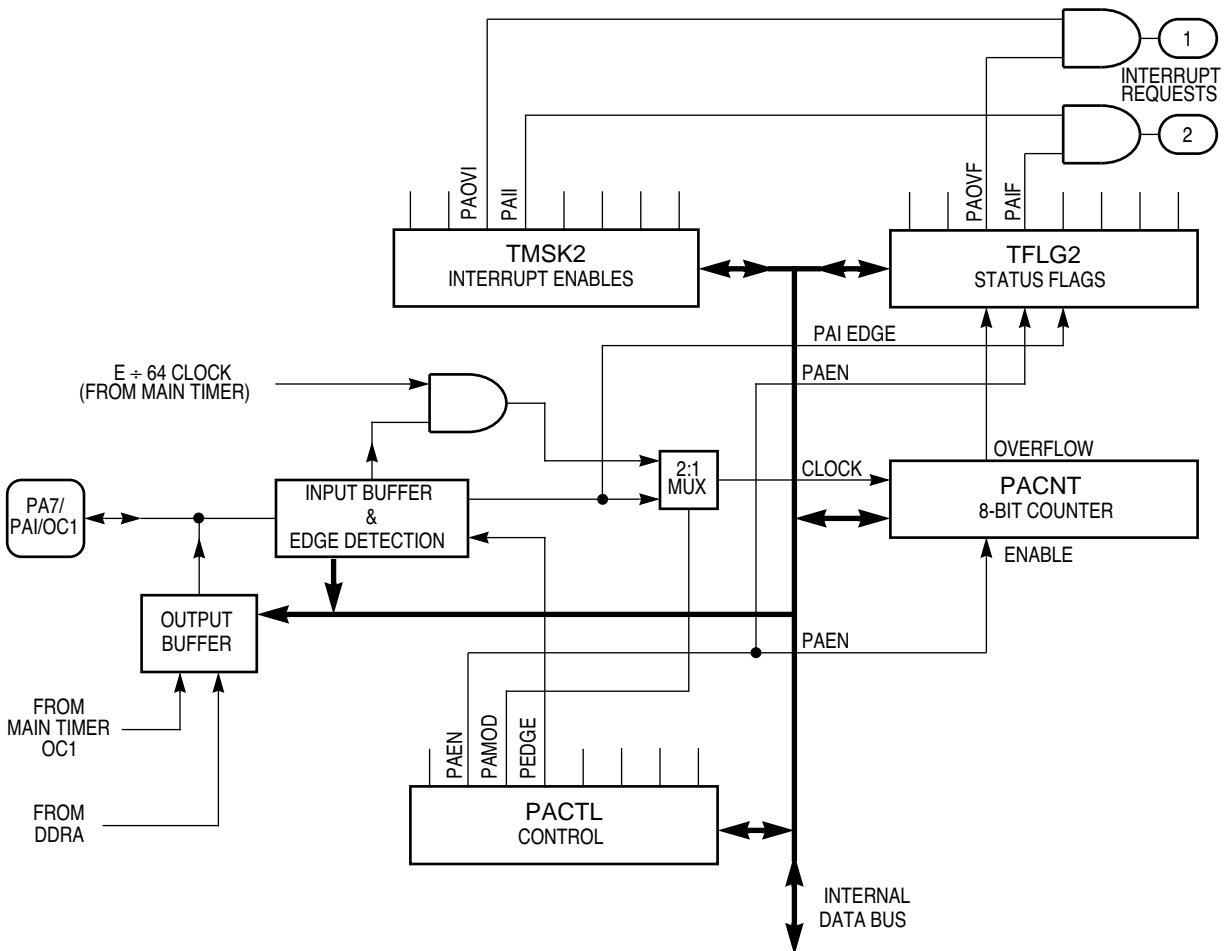 1
INTERRUPT
REQUESTS
2
PAOVI
PAII
PAOVF
PAIF
TMSK2
INTERRUPT ENABLES
TFLG2
STATUS FLAGS
PAI EDGE
E ÷ 64 CLOCK
(FROM MAIN TIMER)
PAEN
OVERFLOW
2:1
MUX
CLOCK
PACNT
8-BIT COUNTER
INPUT BUFFER
&
EDGE DETECTION
PA7/
PAI/OC1
ENABLE
OUTPUT
BUFFER
PAEN
FROM
MAIN TIMER
OC1
PAEN
PAMOD
PEDGE
FROM
DDRA
PACTL
CONTROL
INTERNAL
DATA BUS